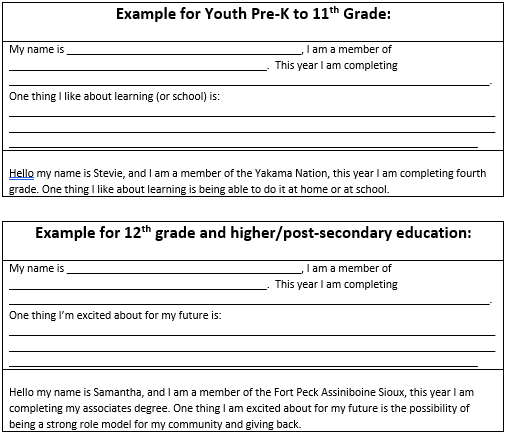 Example for Youth Pre-K to 11th Grade:
My name is ______________________________, I am a member of
_________________________________. This year I am completing
______________________________________________________________.
One thing I like about learning (or school) is:
Hello my name is Stevie, and I am a member of the Yakama Nation, this year I am completing fourth
grade. One thing I like about learning is being able to do it at home or at school.
Example for 12th grade and higher/post-secondary education:
My name is ______________________________, I am a member of
_________________________________. This year I am completing
______________________________________________________________.
One thing I'm excited about for my future is:
Hello my name is Samantha, and I am a member of the Fort Peck Assiniboine Sioux, this year I am
completing my associates degree. One thing I am excited about for my future is the possibility of
being a strong role model for my community and giving back.